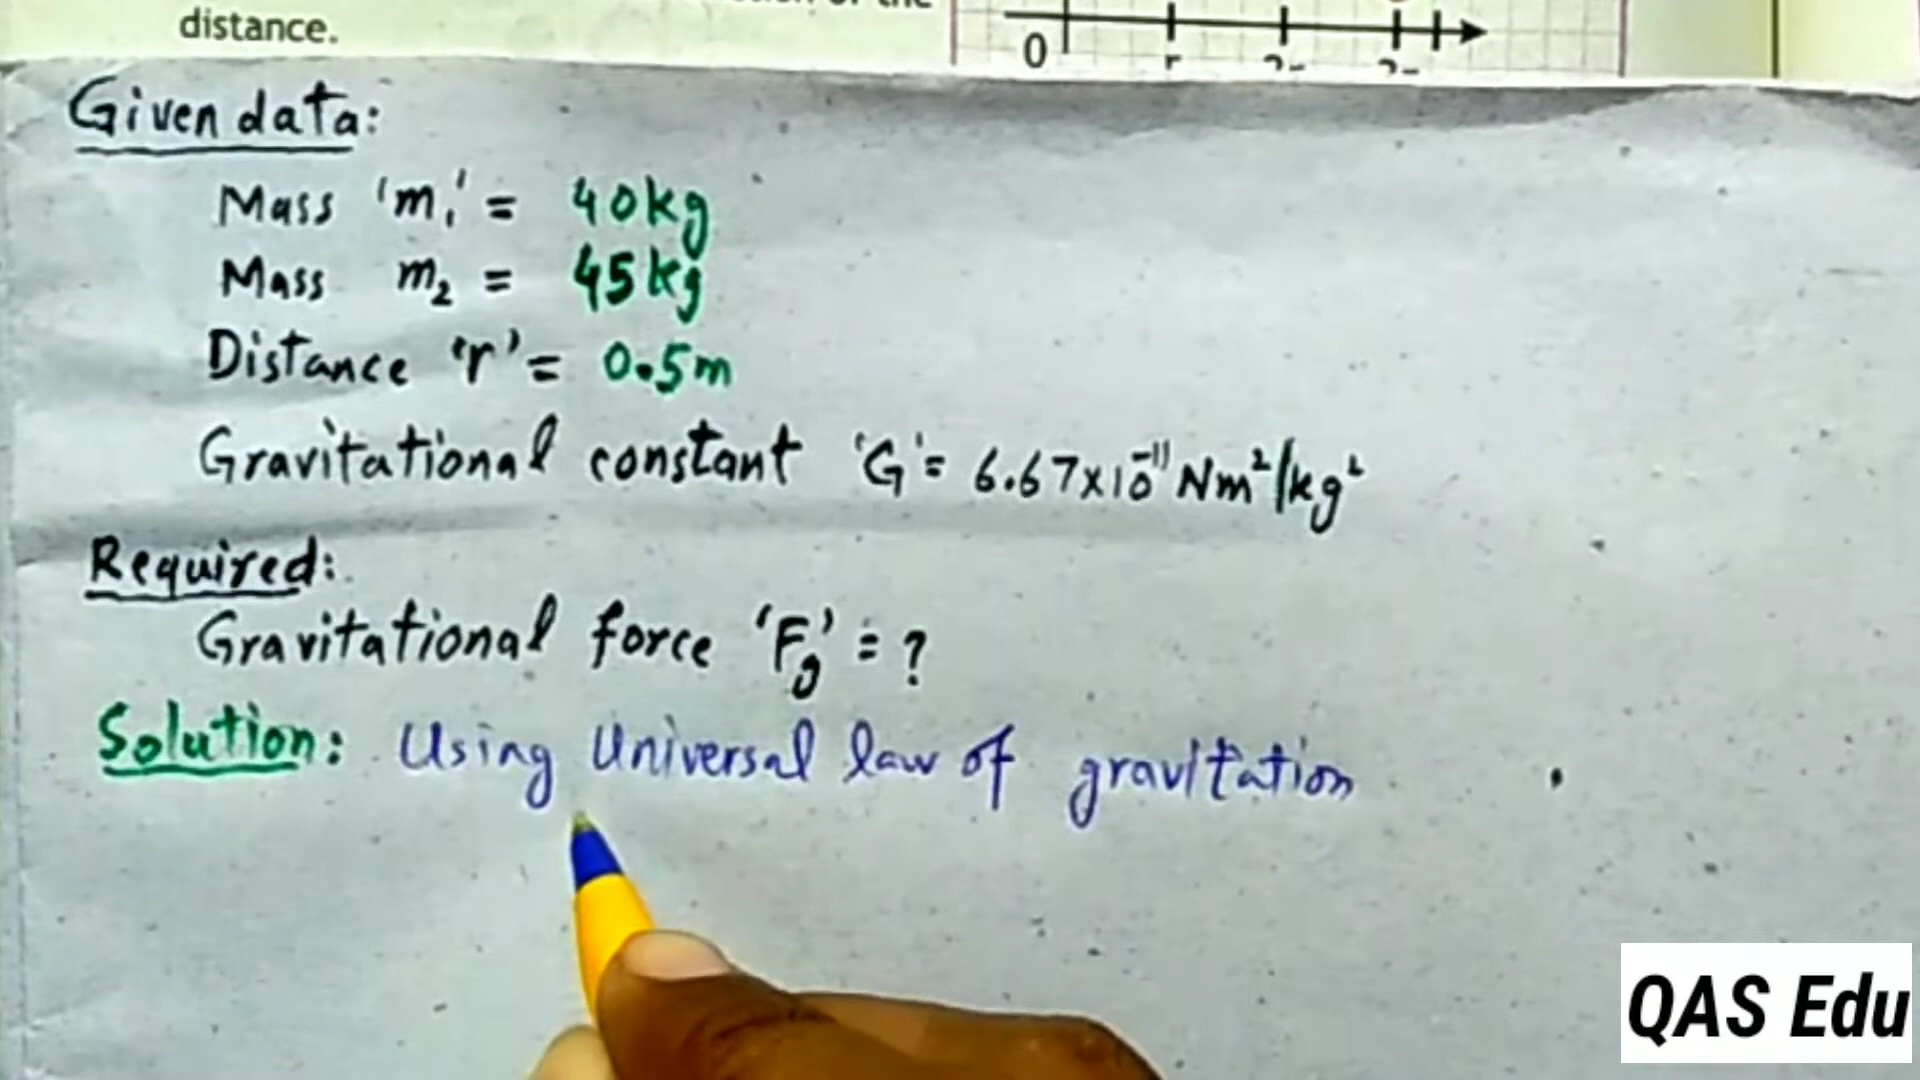 the
distance.
0
Given data:
Mass 'm₁' = 40kg
Mass m₂ = 45kg
Distance 'r' = 0.5m
Gravitational constant 'G' = 6.67×10⁻¹¹ Nm²/kg²
Required:
Gravitational force 'Fg' = ?
Solution: Using Universal law of gravitation
QAS Edu